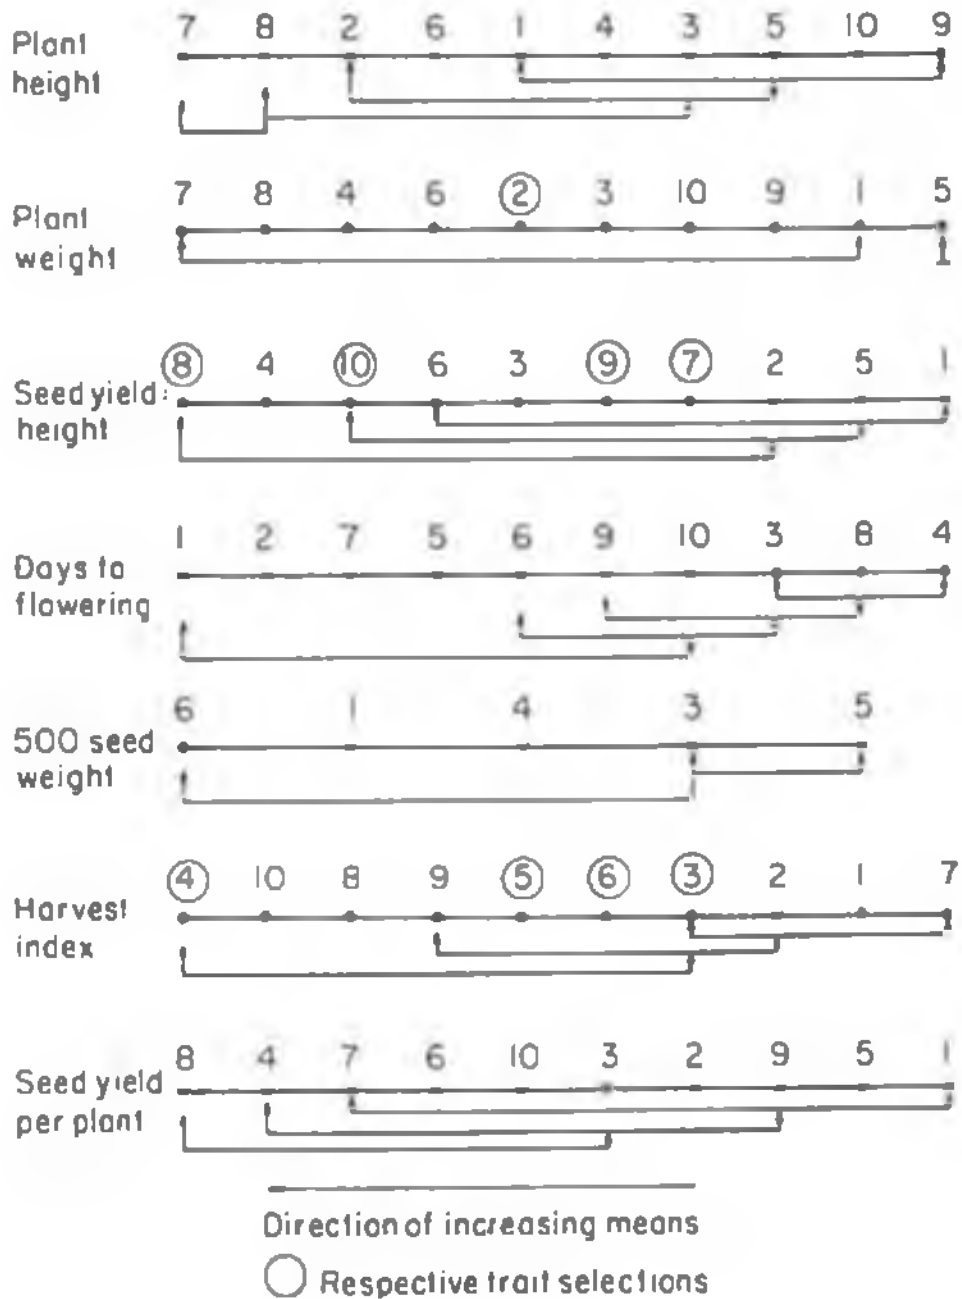 7 8 2 6 1 4 3 5 10 9
Plant
height
7 8 4 6 2 3 10 9 1 5
Plant
weight
8 4 10 6 3 9 7 2 5 1
Seed yield:
height
1 2 7 5 6 9 10 3 8 4
Days to
flowering
6 1 4 3 5
500 seed
weight
4 10 8 9 5 6 3 2 1 7
Harvest
index
8 4 7 6 10 3 2 9 5 1
Seed yield
per plant
Direction of increasing means
Respective trait selections